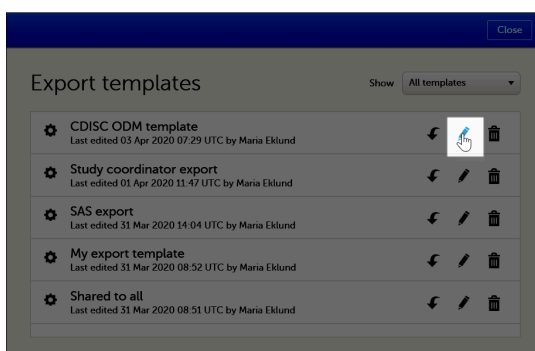 Close
Export templates
Show All templates
CDISC ODM template
Last edited 03 Apr 2020 07:29 UTC by Maria Eklund
Study coordinator export
Last edited 01 Apr 2020 11:47 UTC by Maria Eklund
SAS export
Last edited 31 Mar 2020 14:04 UTC by Maria Eklund
My export template
Last edited 31 Mar 2020 08:52 UTC by Maria Eklund
Shared to all
Last edited 31 Mar 2020 08:51 UTC by Maria Eklund